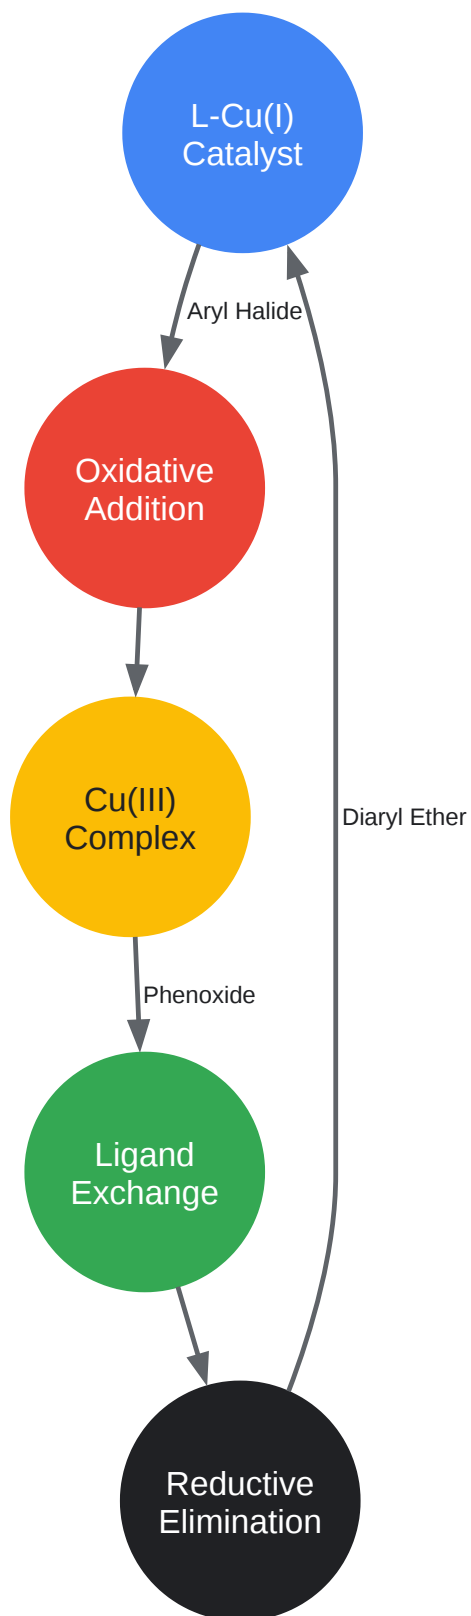 L-Cu(I)
Catalyst
Aryl Halide
Oxidative
Addition
Cu(III)
Complex
Diaryl Ether
Phenoxide
Ligand
Exchange
Reductive
Elimination